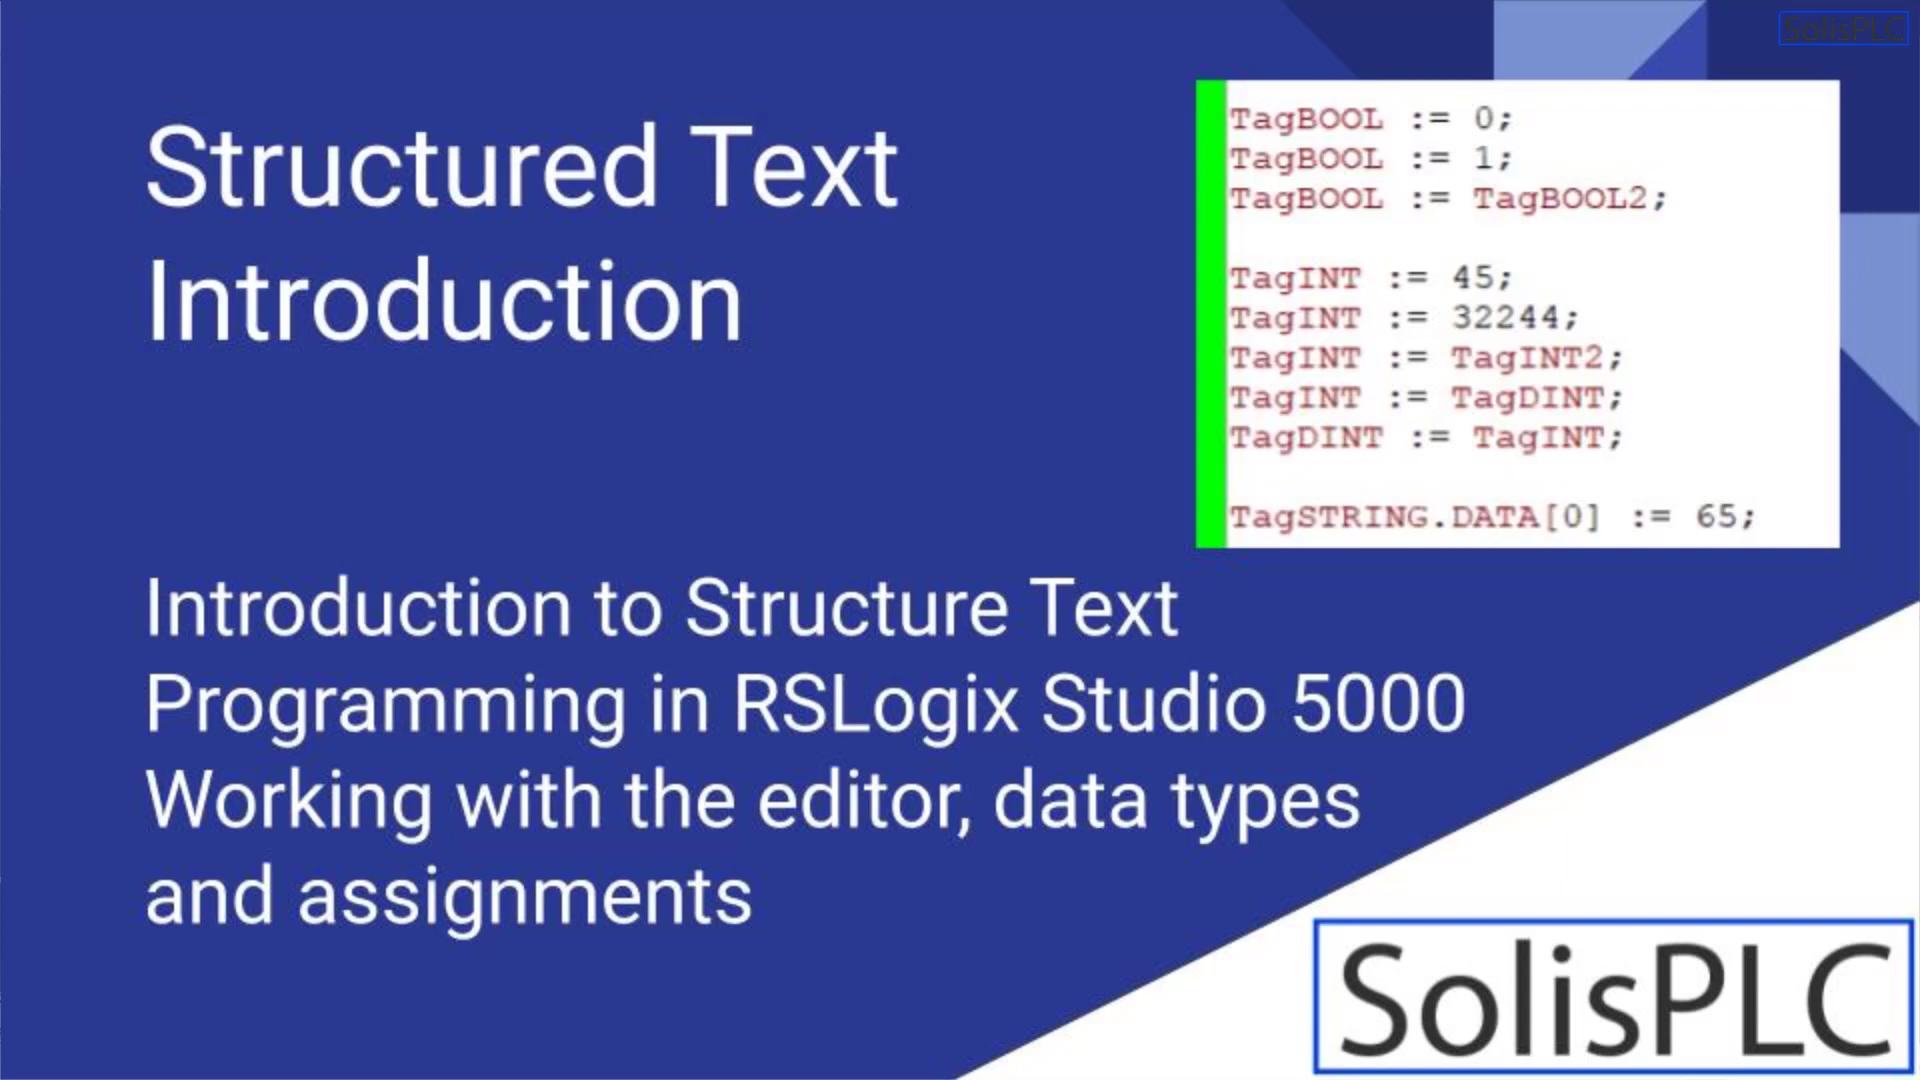 SolisPLC
Structured Text
Introduction
TagBOOL := 0;
TagBOOL := 1;
TagBOOL := TagBOOL2;
TagINT := 45;
TagINT := 32244;
TagINT := TagINT2;
TagINT := TagDINT;
TagDINT := TagINT;
TagSTRING.DATA[0] := 65;
Introduction to Structure Text
Programming in RSLogix Studio 5000
Working with the editor, data types
and assignments
SolisPLC